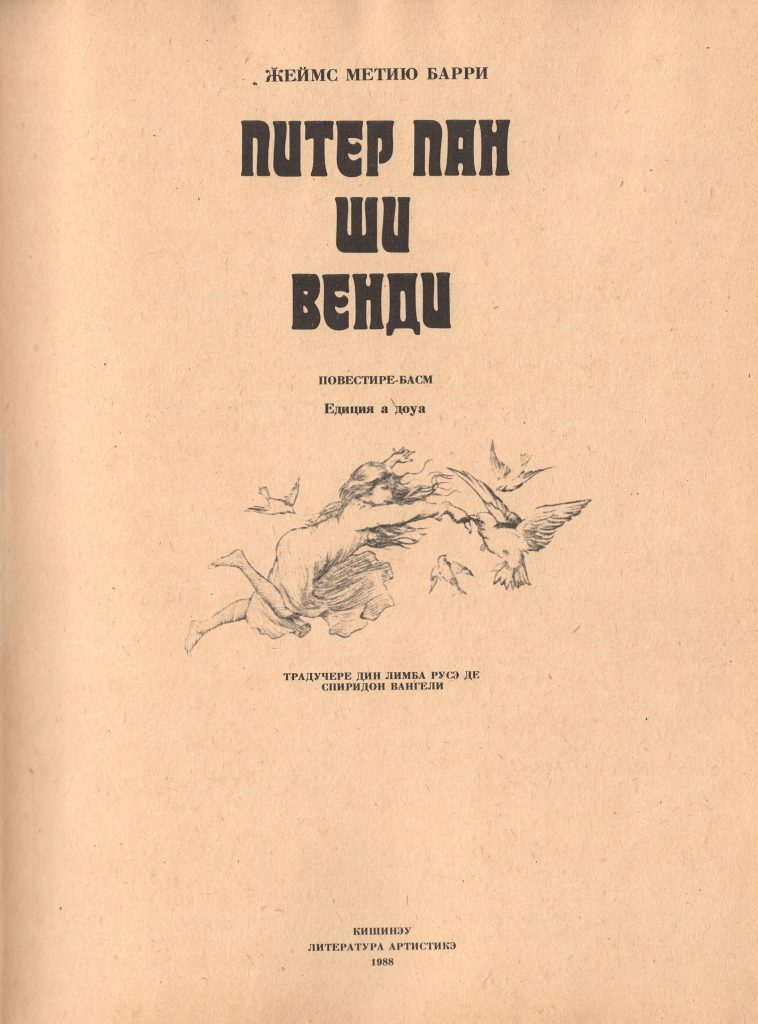 ӁЕЙМС МЕТИЮ БАРРИ
ПИТЕР ПАН
ШИ
ВЕНДИ
ПОВЕСТИРЕ-БАСМ
Едиция а доуа
ТРАДУЧЕРЕ ДИН ЛИМБА РУСЭ ДЕ
СПИРИДОН ВАНГЕЛИ
КИШИНЭУ
ЛИТЕРАТУРА АРТИСТИКЭ
1988